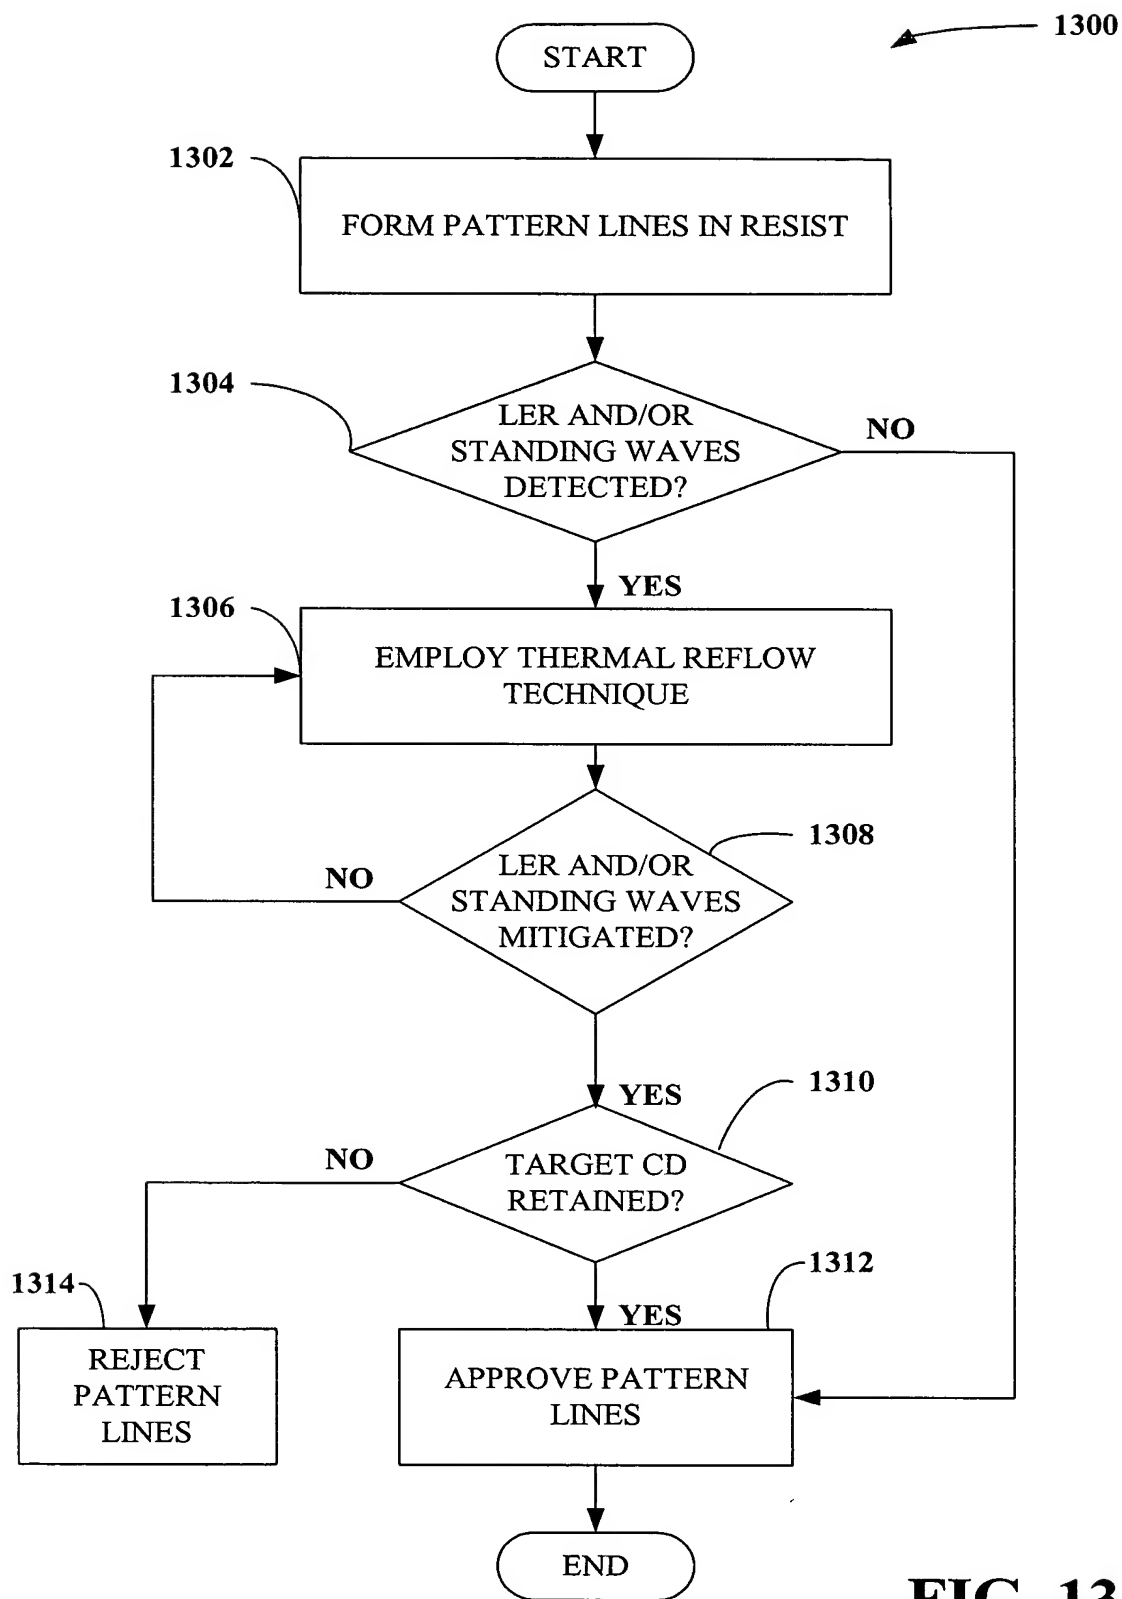 1300
START
1302
FORM PATTERN LINES IN RESIST
1304
LER AND/OR
STANDING WAVES
DETECTED?
NO
YES
1306
EMPLOY THERMAL REFLOW
TECHNIQUE
1308
LER AND/OR
STANDING WAVES
MITIGATED?
NO
YES
1310
TARGET CD
RETAINED?
NO
YES
1312
1314
REJECT
PATTERN
LINES
APPROVE PATTERN
LINES
END
FIG. 13